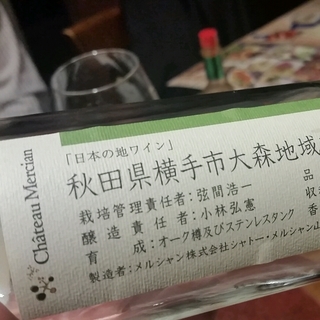 Château Mercian
「日本の地ワイン」
秋田県横手市大森地域
栽培管理責任者:弦間浩一
醸造責任者:小林弘憲
育成:オーク樽及びステンレスタンク
製造者:メルシャン株式会社シャトー・メルシャン
品
収
香